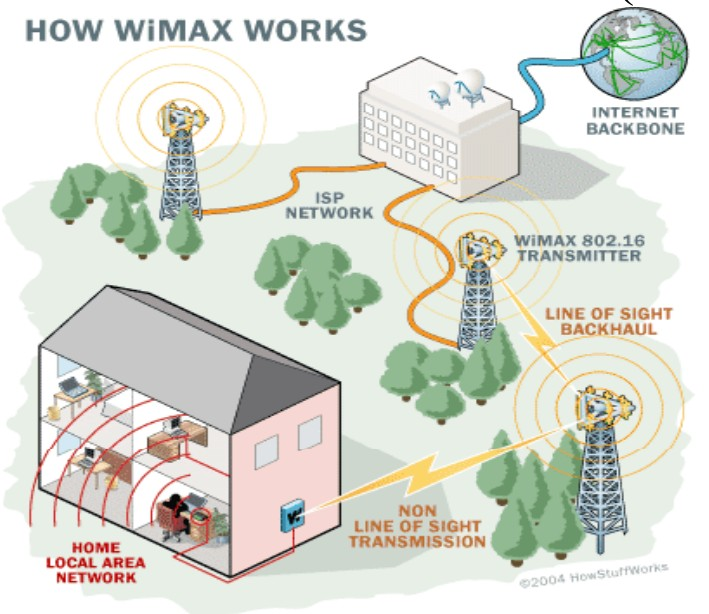 HOW WiMAX WORKS
INTERNET
BACKBONE
ISP
NETWORK
WiMAX 802.16
TRANSMITTER
LINE OF SIGHT
BACKHAUL
NON
LINE OF SIGHT
TRANSMISSION
HOME
LOCAL AREA
NETWORK
©2004 HowStuffWorks